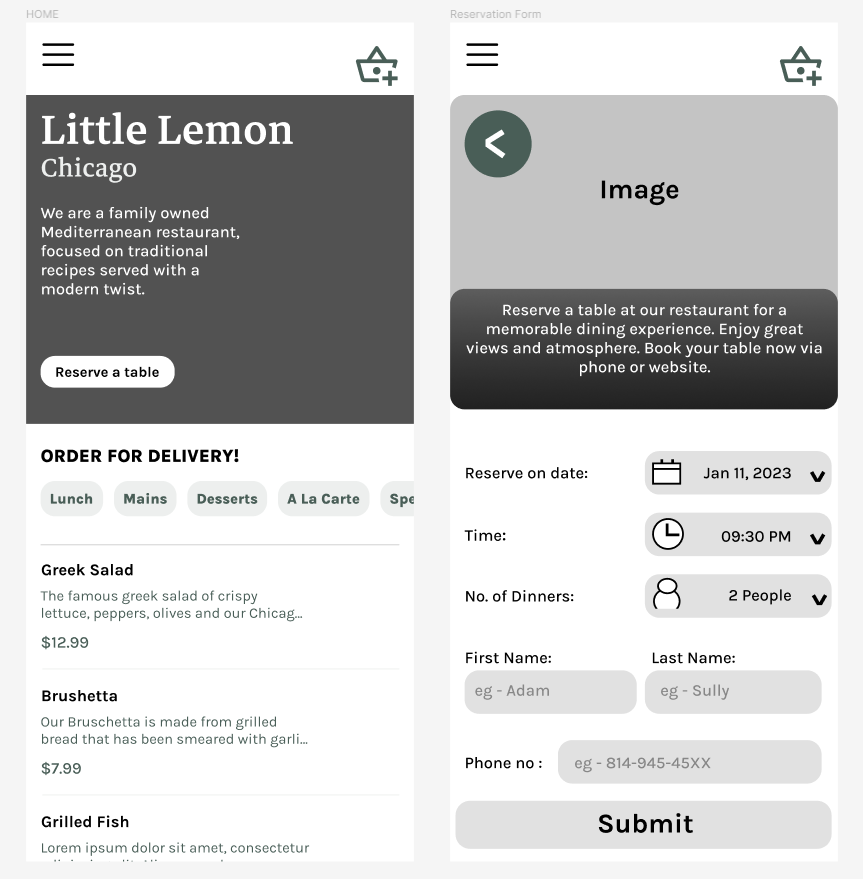 HOME
Little Lemon
Chicago
We are a family owned
Mediterranean restaurant,
focused on traditional
recipes served with a
modern twist.
Reserve a table
ORDER FOR DELIVERY!
Lunch Mains Desserts A La Carte Spe
Greek Salad
The famous greek salad of crispy
lettuce, peppers, olives and our Chicag...
$12.99
Brushetta
Our Bruschetta is made from grilled
bread that has been smeared with garli...
$7.99
Grilled Fish
Lorem ipsum dolor sit amet, consectetur
Reservation Form
<
Image
Reserve a table at our restaurant for a
memorable dining experience. Enjoy great
views and atmosphere. Book your table now via
phone or website.
Reserve on date: Jan 11, 2023
Time: 09:30 PM
No. of Dinners: 2 People
First Name: Last Name:
eg - Adam eg - Sully
Phone no : eg - 814-945-45XX
Submit